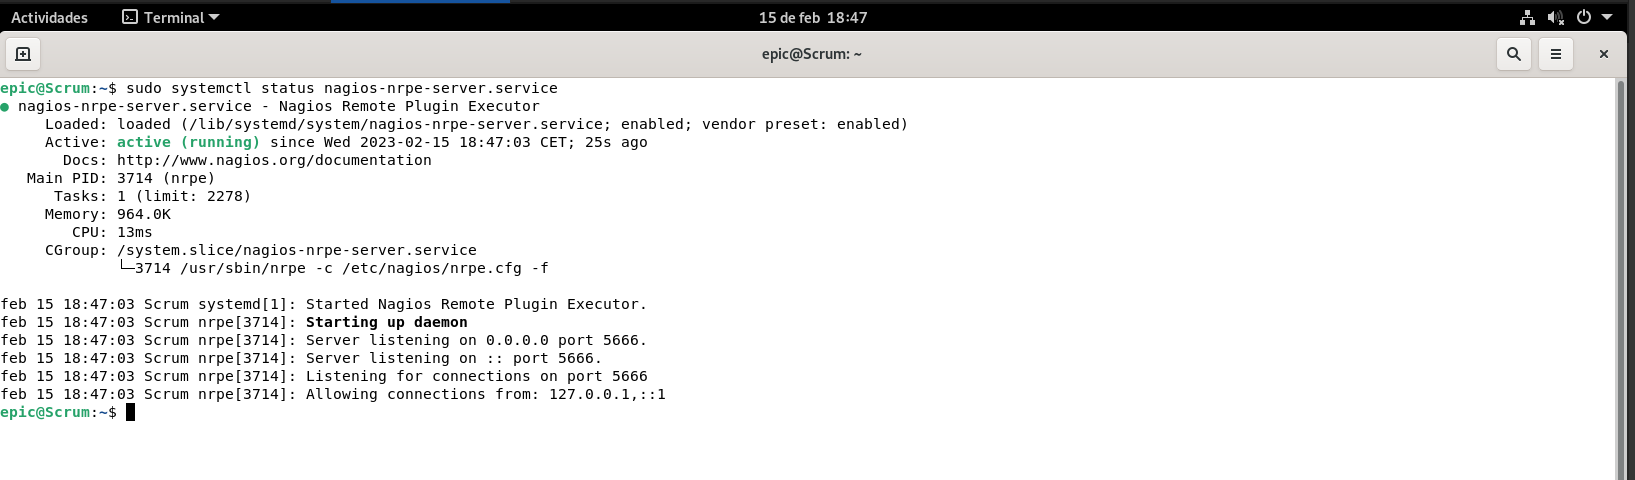 Actividades Terminal 15 de feb 18:47
epic@Scrum: ~
epic@Scrum:~$ sudo systemctl status nagios-nrpe-server.service
● nagios-nrpe-server.service - Nagios Remote Plugin Executor
     Loaded: loaded (/lib/systemd/system/nagios-nrpe-server.service; enabled; vendor preset: enabled)
     Active: active (running) since Wed 2023-02-15 18:47:03 CET; 25s ago
       Docs: http://www.nagios.org/documentation
   Main PID: 3714 (nrpe)
      Tasks: 1 (limit: 2278)
     Memory: 964.0K
        CPU: 13ms
     CGroup: /system.slice/nagios-nrpe-server.service
             └─3714 /usr/sbin/nrpe -c /etc/nagios/nrpe.cfg -f
feb 15 18:47:03 Scrum systemd[1]: Started Nagios Remote Plugin Executor.
feb 15 18:47:03 Scrum nrpe[3714]: Starting up daemon
feb 15 18:47:03 Scrum nrpe[3714]: Server listening on 0.0.0.0 port 5666.
feb 15 18:47:03 Scrum nrpe[3714]: Server listening on :: port 5666.
feb 15 18:47:03 Scrum nrpe[3714]: Listening for connections on port 5666
feb 15 18:47:03 Scrum nrpe[3714]: Allowing connections from: 127.0.0.1,::1
epic@Scrum:~$